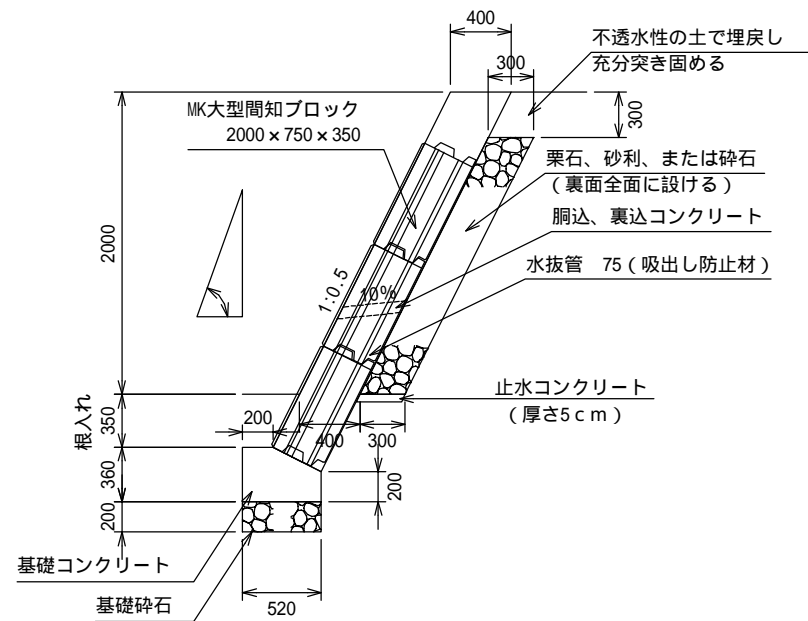 400
不透水性の土で埋戻し
300
充分突き固める
MK大型間知ブロック
2000×750×350
300
栗石、砂利、または砕石
(裏面全面に設ける)
胴込、裏込コンクリート
2000
水抜管 75(吸出し防止材)
1:0.5
10%
止水コンクリート
(厚さ5cm)
根入れ
350
200
400
300
360
200
200
基礎コンクリート
基礎砕石
520